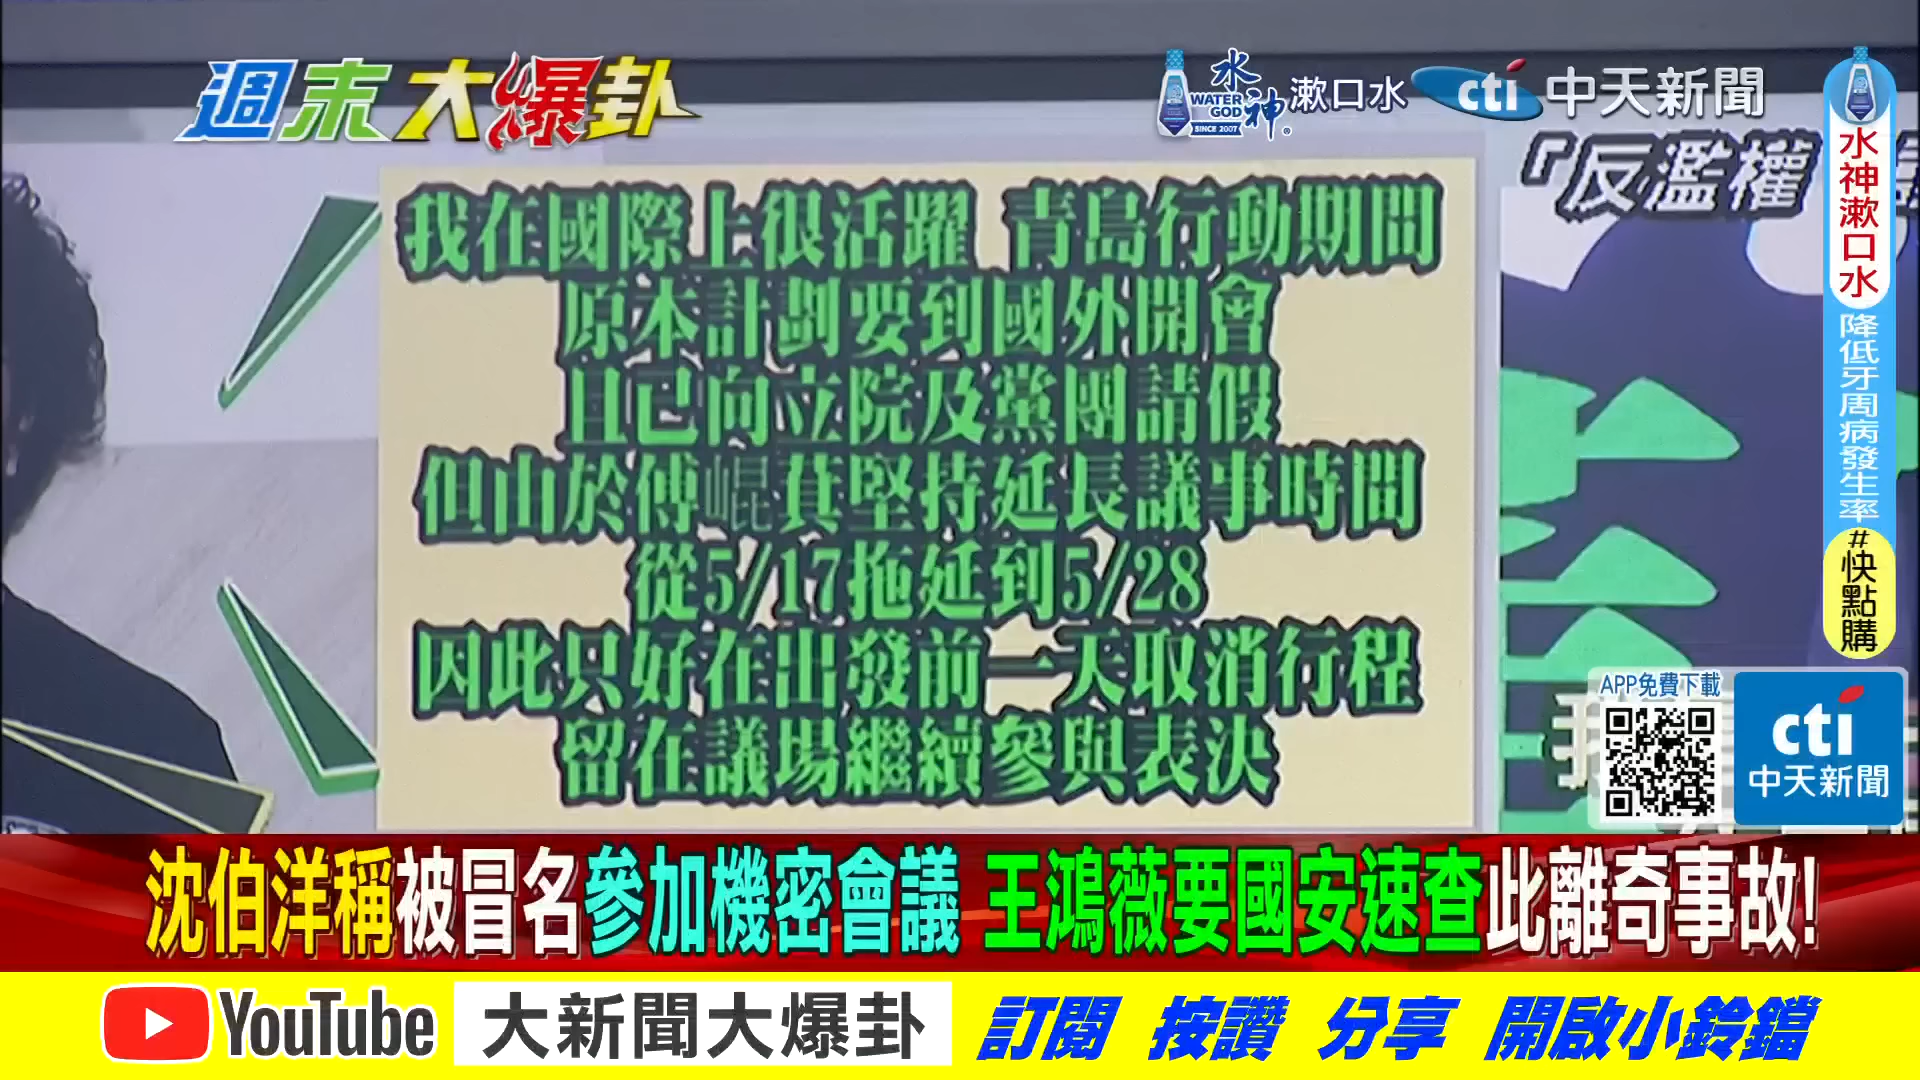 週末大爆卦
水神
WATER GOD
SINCE 2007
漱口水
cti 中天新聞
「反濫權
水神漱口水
降低牙周病發生率
#快點購
我在國際上很活躍 青島行動期間
原本計劃要到國外開會
且已向立院及黨團請假
但由於傅崐萁堅持延長議事時間
從5/17拖延到5/28
因此只好在出發前一天取消行程
留在議場繼續參與表決
APP免費下載
cti
中天新聞
沈伯洋稱被冒名參加機密會議 王鴻薇要國安速查此離奇事故!
YouTube 大新聞大爆卦 訂閱 按讚 分享 開啟小鈴鐺